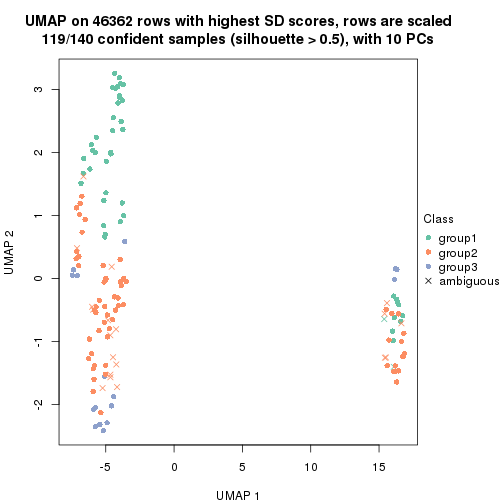 UMAP on 46362 rows with highest SD scores, rows are scaled
119/140 confident samples (silhouette > 0.5), with 10 PCs
3
2
1
0
-1
-2
UMAP 2
-5
0
5
10
15
UMAP 1
Class
group1
group2
group3
ambiguous